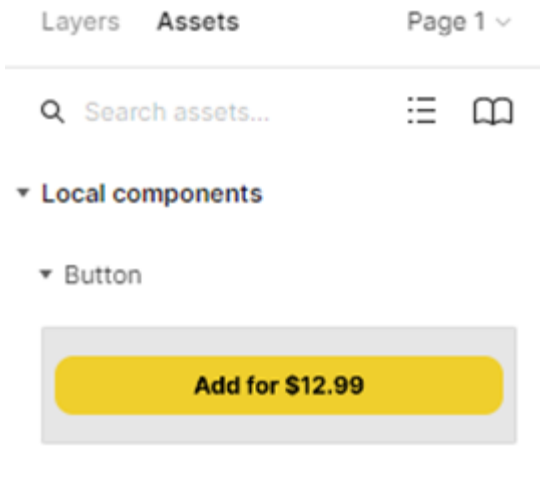 Layers Assets Page 1
Search assets...
Local components
Button
Add for $12.99